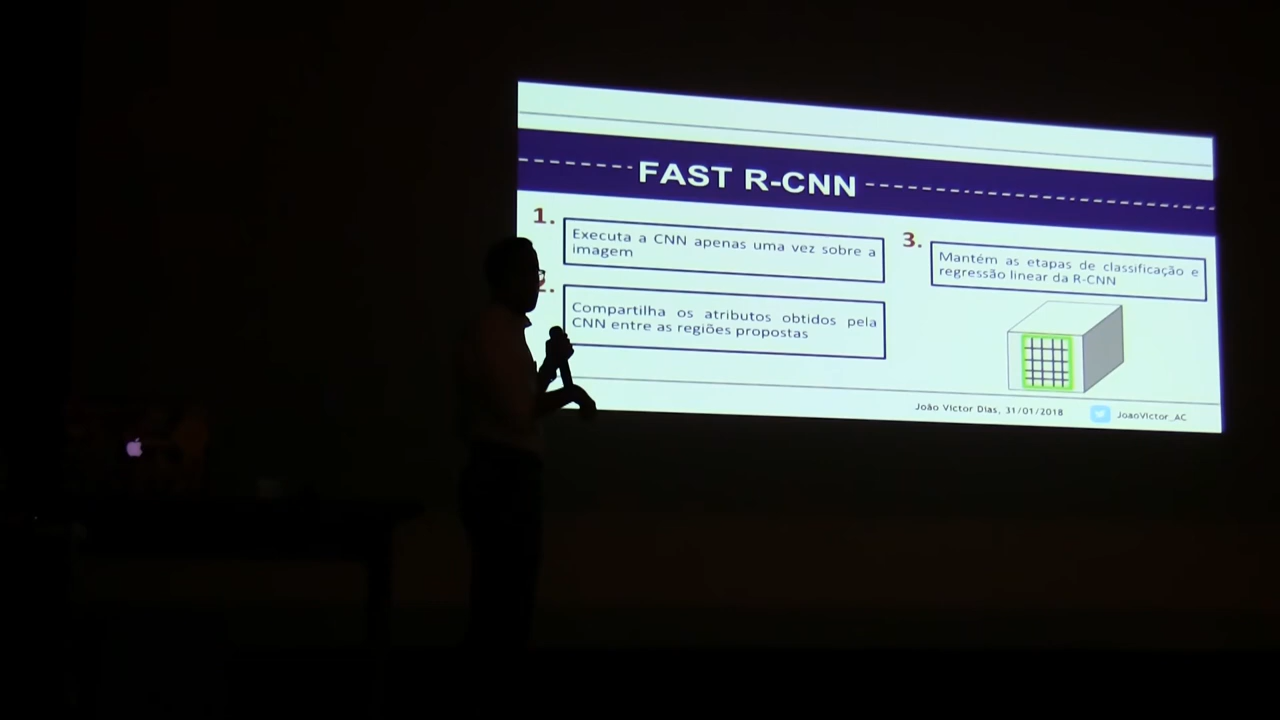 FAST R-CNN
1.
Executa a CNN apenas uma vez sobre a
imagem
2.
Compartilha os atributos obtidos pela
CNN entre as regiões propostas
3.
Mantém as etapas de classificação e
regressão linear da R-CNN
João Victor Dias, 31/01/2018
JoaoVictor_AC